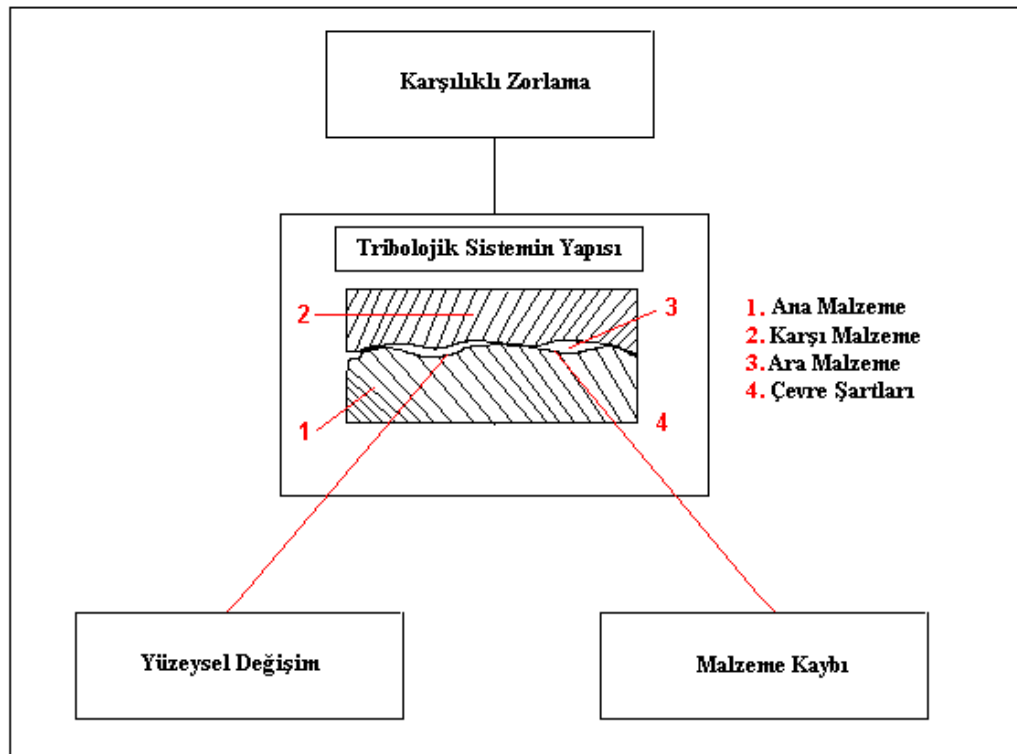 Karşılıklı Zorlama
Tribolojik Sistemin Yapısı
2
3
1
4
1. Ana Malzeme
2. Karşı Malzeme
3. Ara Malzeme
4. Çevre Şartları
Yüzeysel Değişim
Malzeme Kaybı